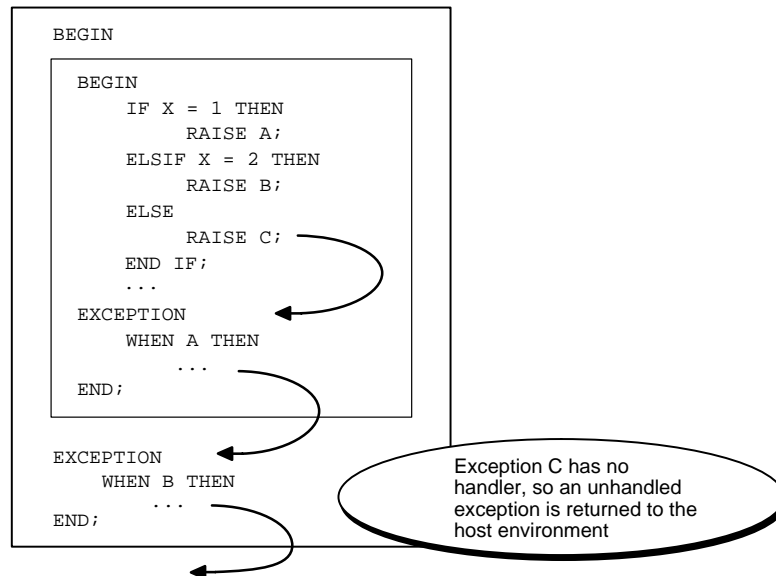 BEGIN
BEGIN
IF X = 1 THEN
RAISE A;
ELSIF X = 2 THEN
RAISE B;
ELSE
RAISE C;
END IF;
...
EXCEPTION
WHEN A THEN
...
END;
EXCEPTION
WHEN B THEN
...
END;
Exception C has no
handler, so an unhandled
exception is returned to the
host environment